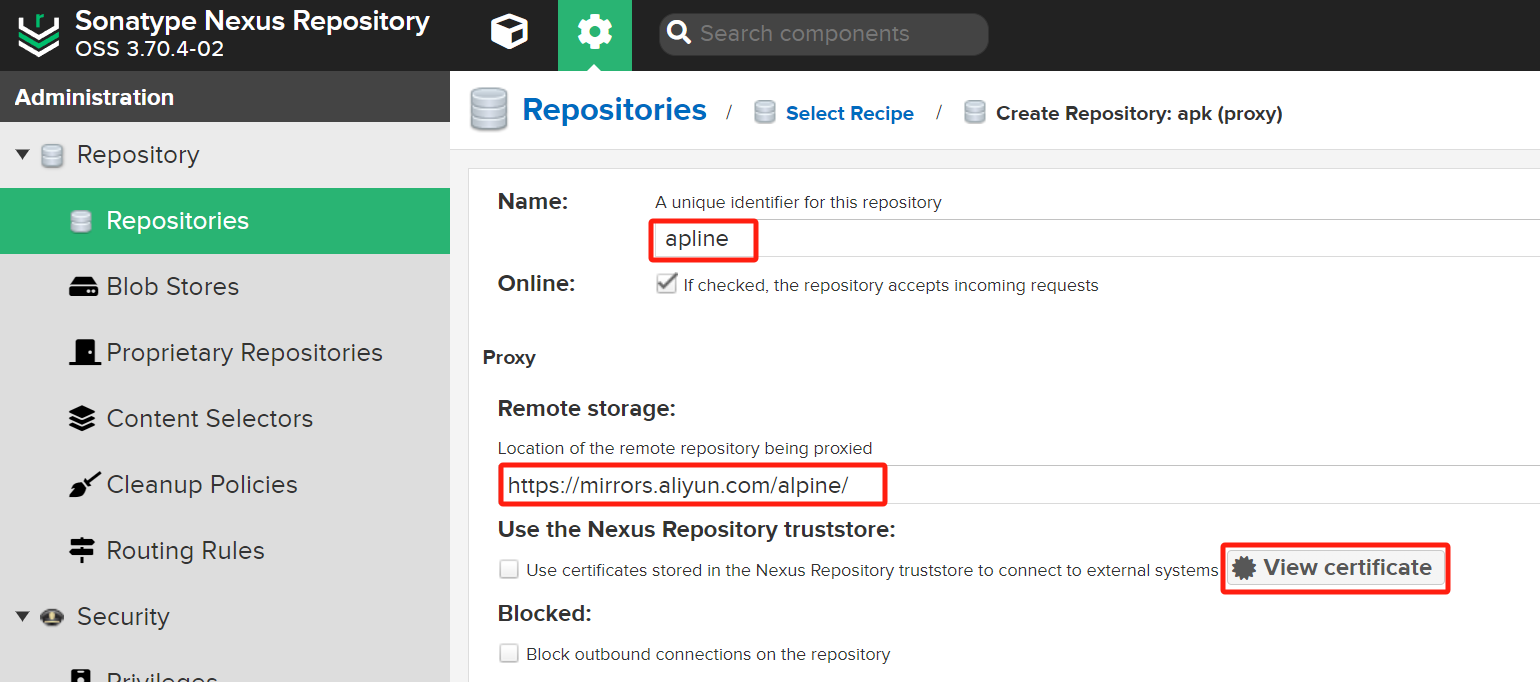 Sonatype Nexus Repository
OSS 3.70.4-02
Search components
Administration
Repositories / Select Recipe / Create Repository: apk (proxy)
Repository
Repositories
Blob Stores
Proprietary Repositories
Content Selectors
Cleanup Policies
Routing Rules
Security
Privileges
Name: A unique identifier for this repository
apline
Online: If checked, the repository accepts incoming requests
Proxy
Remote storage:
Location of the remote repository being proxied
https://mirrors.aliyun.com/alpine/
Use the Nexus Repository truststore:
Use certificates stored in the Nexus Repository truststore to connect to external systems View certificate
Blocked:
Block outbound connections on the repository